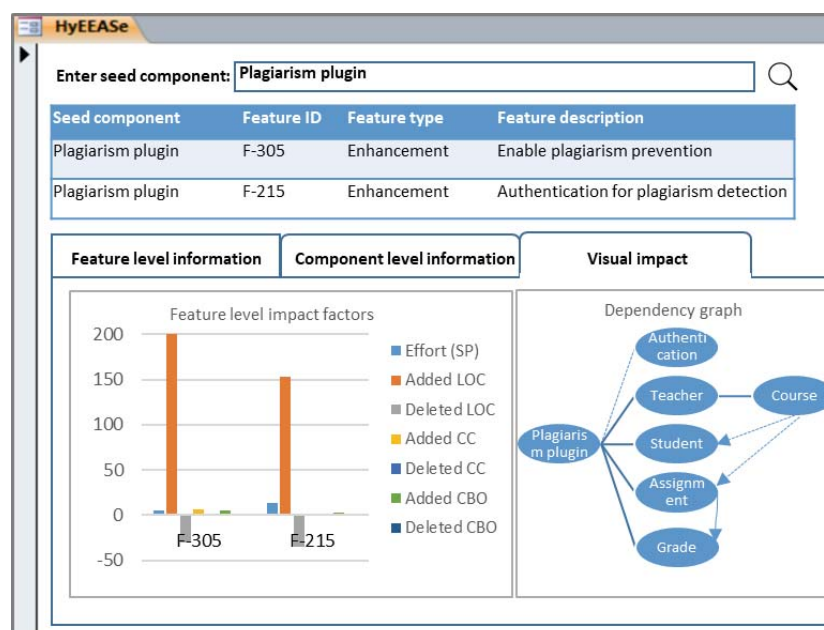 HyEEASe
Enter seed component: Plagiarism plugin
Seed component Feature ID Feature type Feature description
Plagiarism plugin F-305 Enhancement Enable plagiarism prevention
Plagiarism plugin F-215 Enhancement Authentication for plagiarism detection
Feature level information Component level information Visual impact
Feature level impact factors
200
150
100
50
0
-50
F-305 F-215
Effort (SP)
Added LOC
Deleted LOC
Added CC
Deleted CC
Added CBO
Deleted CBO
Dependency graph
Authenti
cation
Teacher
Course
Plagiaris
m plugin
Student
Assignm
ent
Grade